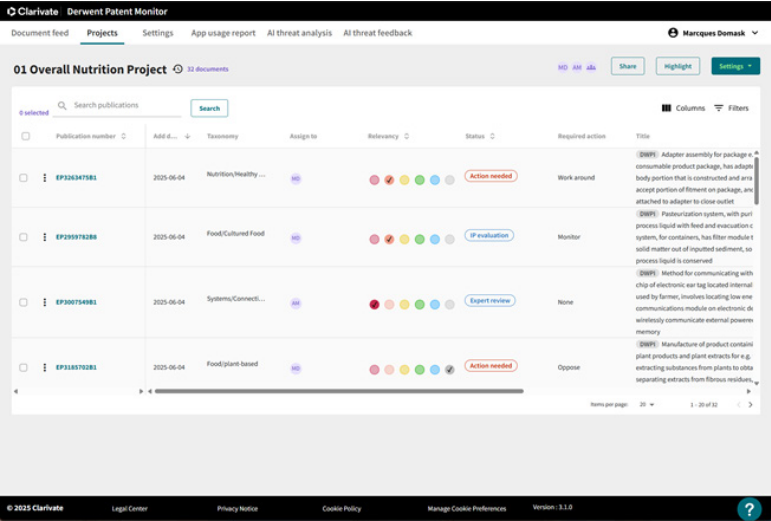 Clarivate Derwent Patent Monitor
Document feed Projects Settings App usage report AI threat analysis AI threat feedback Marcques Domask
01 Overall Nutrition Project 32 documents MD AM Share Highlight Settings
0 selected Search publications Search Columns Filters
Publication number Add d... Taxonomy Assign to Relevancy Status Required action Title
EP3263475B1 2025-06-04 Nutrition/Healthy ... MD Action needed Work around
DWPI Adapter assembly for package e.
consumable product package, has adapte
body portion that is constructed and arra
accept portion of fitment on package, and
attached to adapter to close outlet
EP2959782B8 2025-06-04 Food/Cultured Food MD IP evaluation Monitor
DWPI Pasteurization system, with puri
process liquid with feed and evacuation c
system, for containers, has filter module t
solid matter out of inputted sediment, so
process liquid is conserved
EP3007549B1 2025-06-04 Systems/Connecti... AM Expert review None
DWPI Method for communicating with
chip of electronic ear tag located internal
used by farmer, involves locating low ene
communications module on electronic de
wirelessly communicate external powere
memory
EP3185702B1 2025-06-04 Food/plant-based MD Action needed Oppose
DWPI Manufacture of product containi
plant products and plant extracts for e.g.
extracting substances from plants to obta
separating extracts from fibrous residues,
Items per page: 20 1 - 20 of 32
© 2025 Clarivate Legal Center Privacy Notice Cookie Policy Manage Cookie Preferences Version : 3.1.0 ?